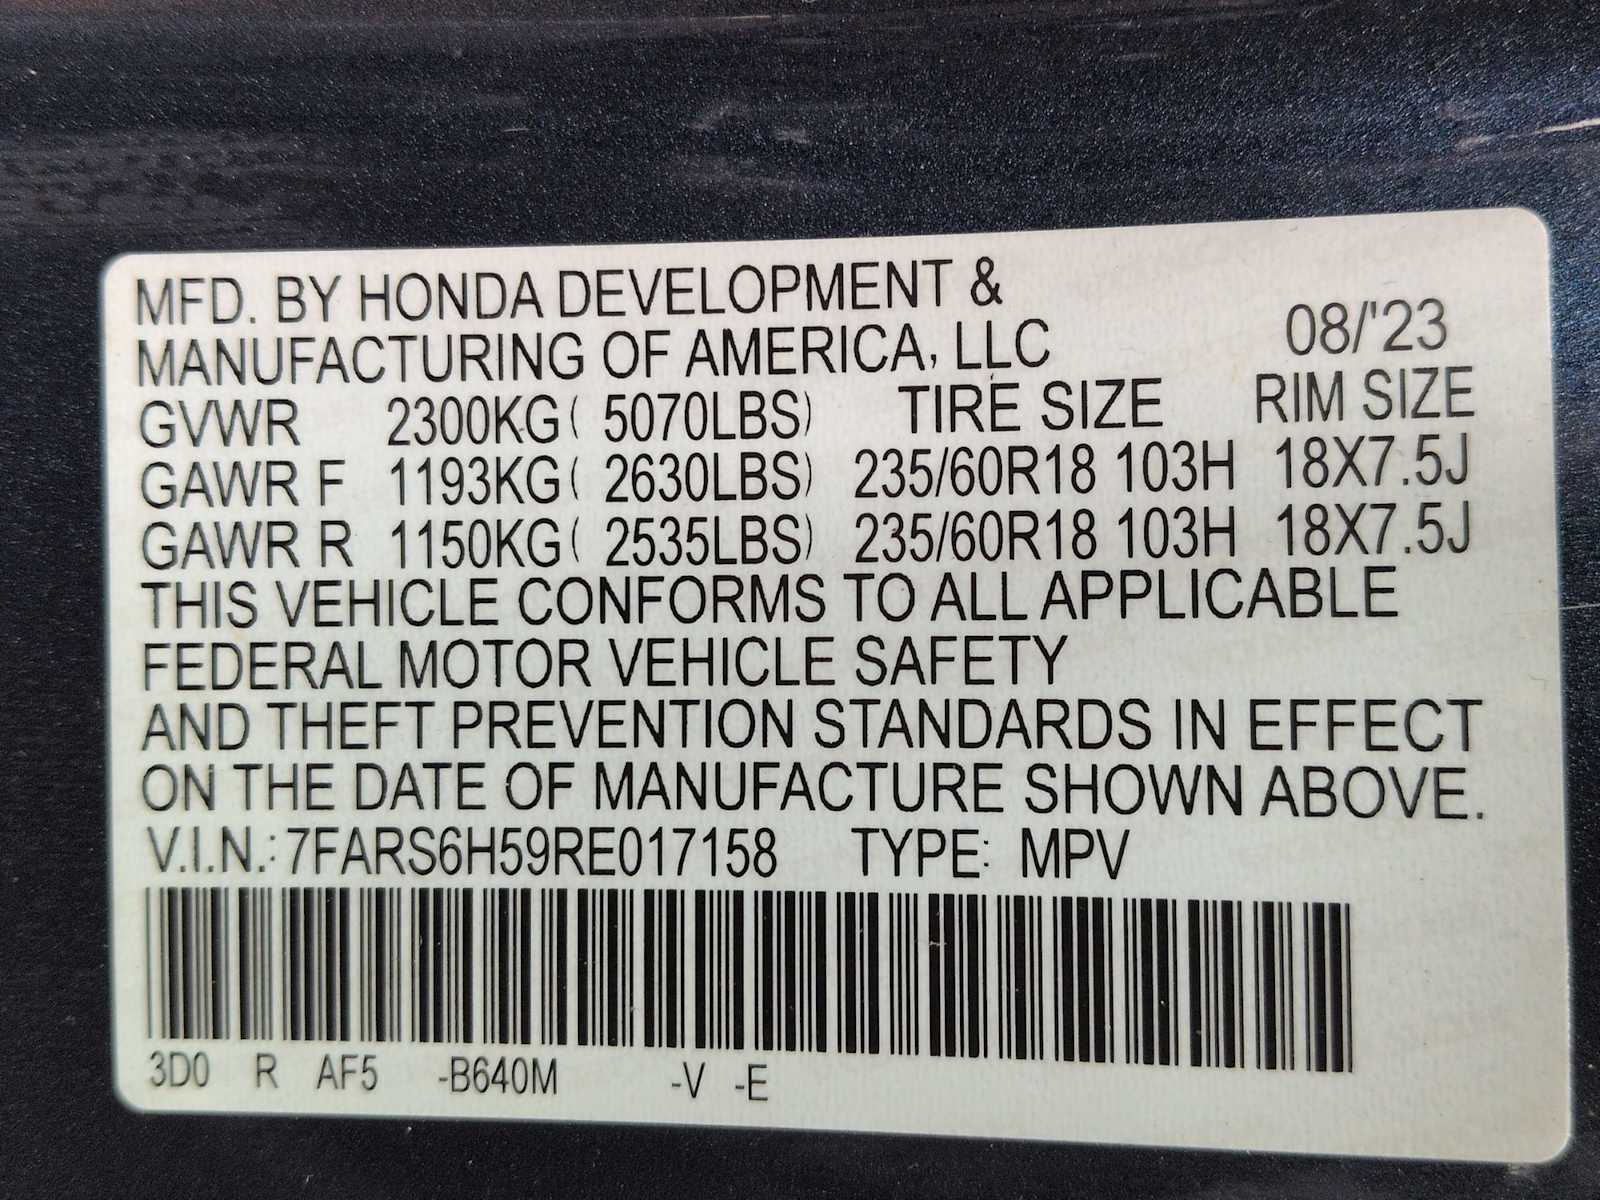 MFD. BY HONDA DEVELOPMENT &
MANUFACTURING OF AMERICA, LLC 08/'23
GVWR 2300KG( 5070LBS) TIRE SIZE RIM SIZE
GAWR F 1193KG( 2630LBS) 235/60R18 103H 18X7.5J
GAWR R 1150KG( 2535LBS) 235/60R18 103H 18X7.5J
THIS VEHICLE CONFORMS TO ALL APPLICABLE
FEDERAL MOTOR VEHICLE SAFETY
AND THEFT PREVENTION STANDARDS IN EFFECT
ON THE DATE OF MANUFACTURE SHOWN ABOVE.
V.I.N.: 7FARS6H59RE017158 TYPE: MPV
3D0 R AF5 -B640M -V -E